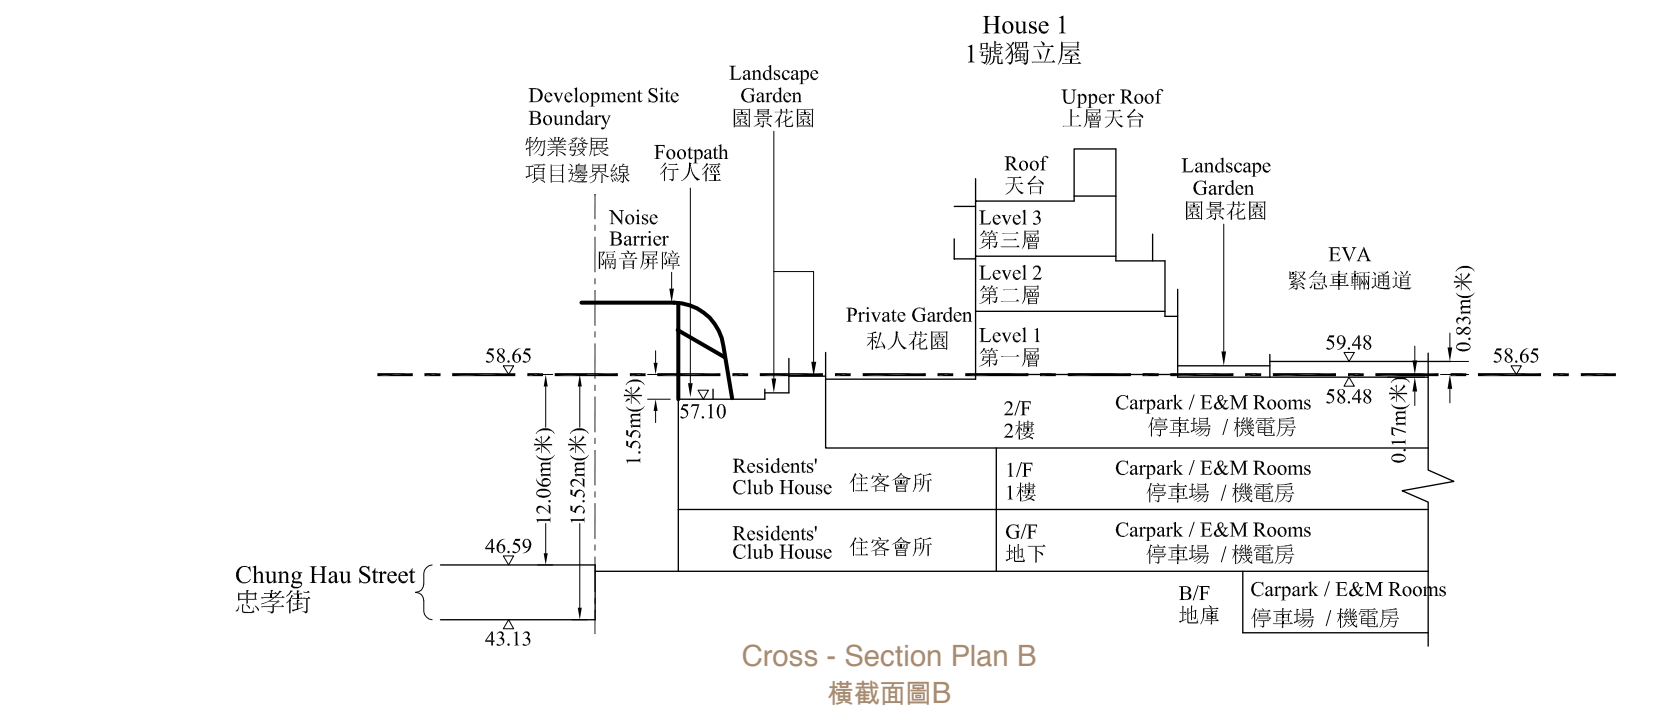 House 1
1號獨立屋
Landscape
Garden
園景花園
Development Site
Boundary
物業發展
項目邊界線
Upper Roof
上層天台
Footpath
行人徑
Roof
天台
Landscape
Garden
園景花園
Noise
Barrier
隔音屏障
Level 3
第三層
Level 2
第二層
EVA
緊急車輛通道
0.83m(米)
Private Garden
私人花園
Level 1
第一層
58.65
59.48
58.65
57.10
58.48
1.55m(米)
0.17m(米)
12.06m(米)
15.52m(米)
2/F
2樓
Carpark / E&M Rooms
停車場 / 機電房
Residents'
Club House 住客會所
1/F
1樓
Carpark / E&M Rooms
停車場 / 機電房
Residents'
Club House 住客會所
G/F
地下
Carpark / E&M Rooms
停車場 / 機電房
46.59
Chung Hau Street
忠孝街
43.13
B/F
地庫
Carpark / E&M Rooms
停車場 / 機電房
Cross - Section Plan B
橫截面圖B